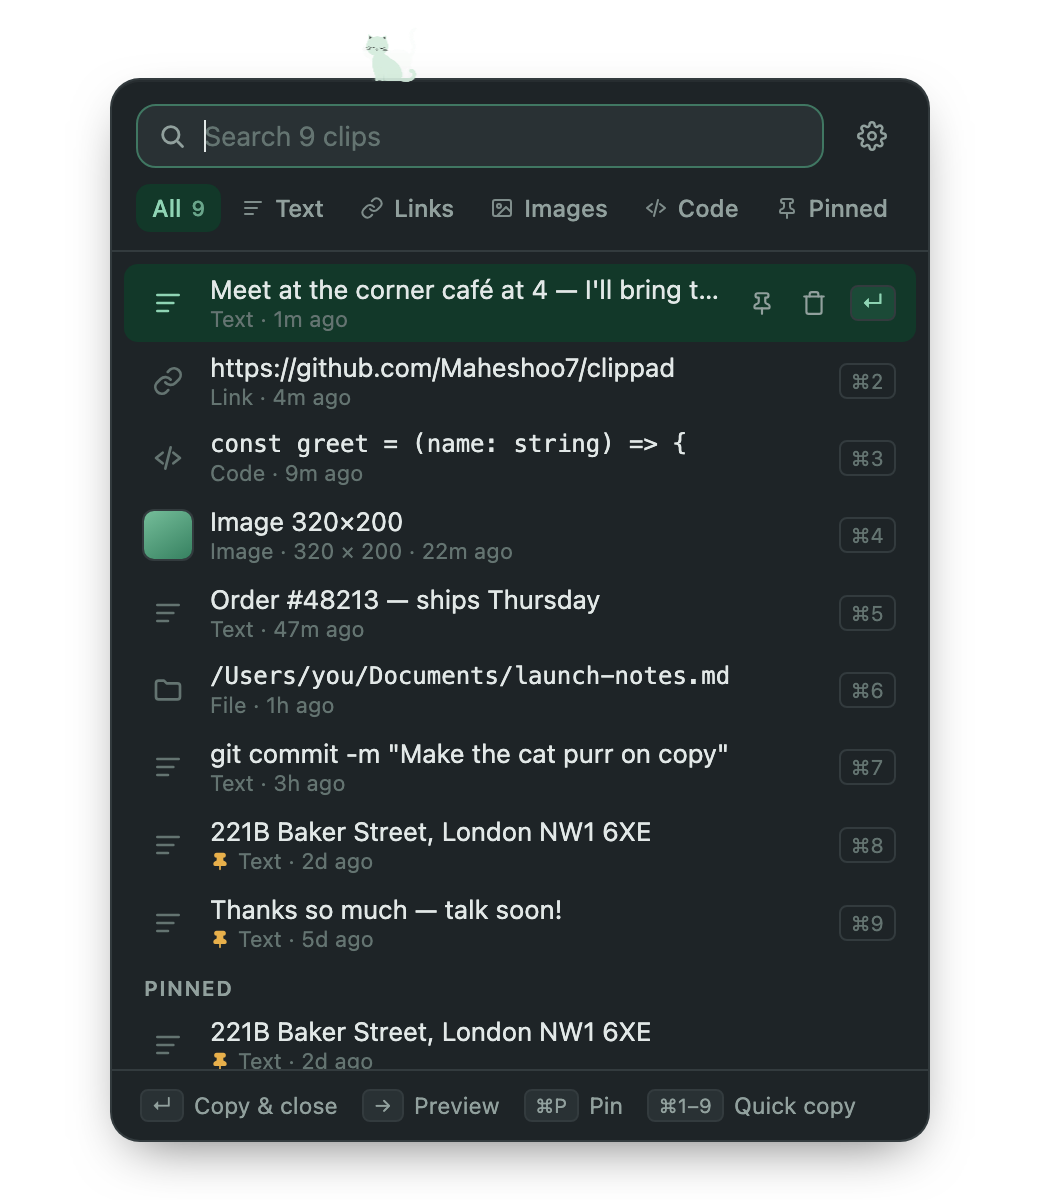 Search 9 clips
All 9 Text Links Images Code Pinned
Meet at the corner café at 4 — I'll bring t...
Text · 1m ago
https://github.com/Maheshoo7/clippad
Link · 4m ago
⌘2
const greet = (name: string) => {
Code · 9m ago
⌘3
Image 320×200
Image · 320 × 200 · 22m ago
⌘4
Order #48213 — ships Thursday
Text · 47m ago
⌘5
/Users/you/Documents/launch-notes.md
File · 1h ago
⌘6
git commit -m "Make the cat purr on copy"
Text · 3h ago
⌘7
221B Baker Street, London NW1 6XE
Text · 2d ago
⌘8
Thanks so much — talk soon!
Text · 5d ago
⌘9
PINNED
221B Baker Street, London NW1 6XE
Text · 2d ago
↵ Copy & close → Preview ⌘P Pin ⌘1–9 Quick copy